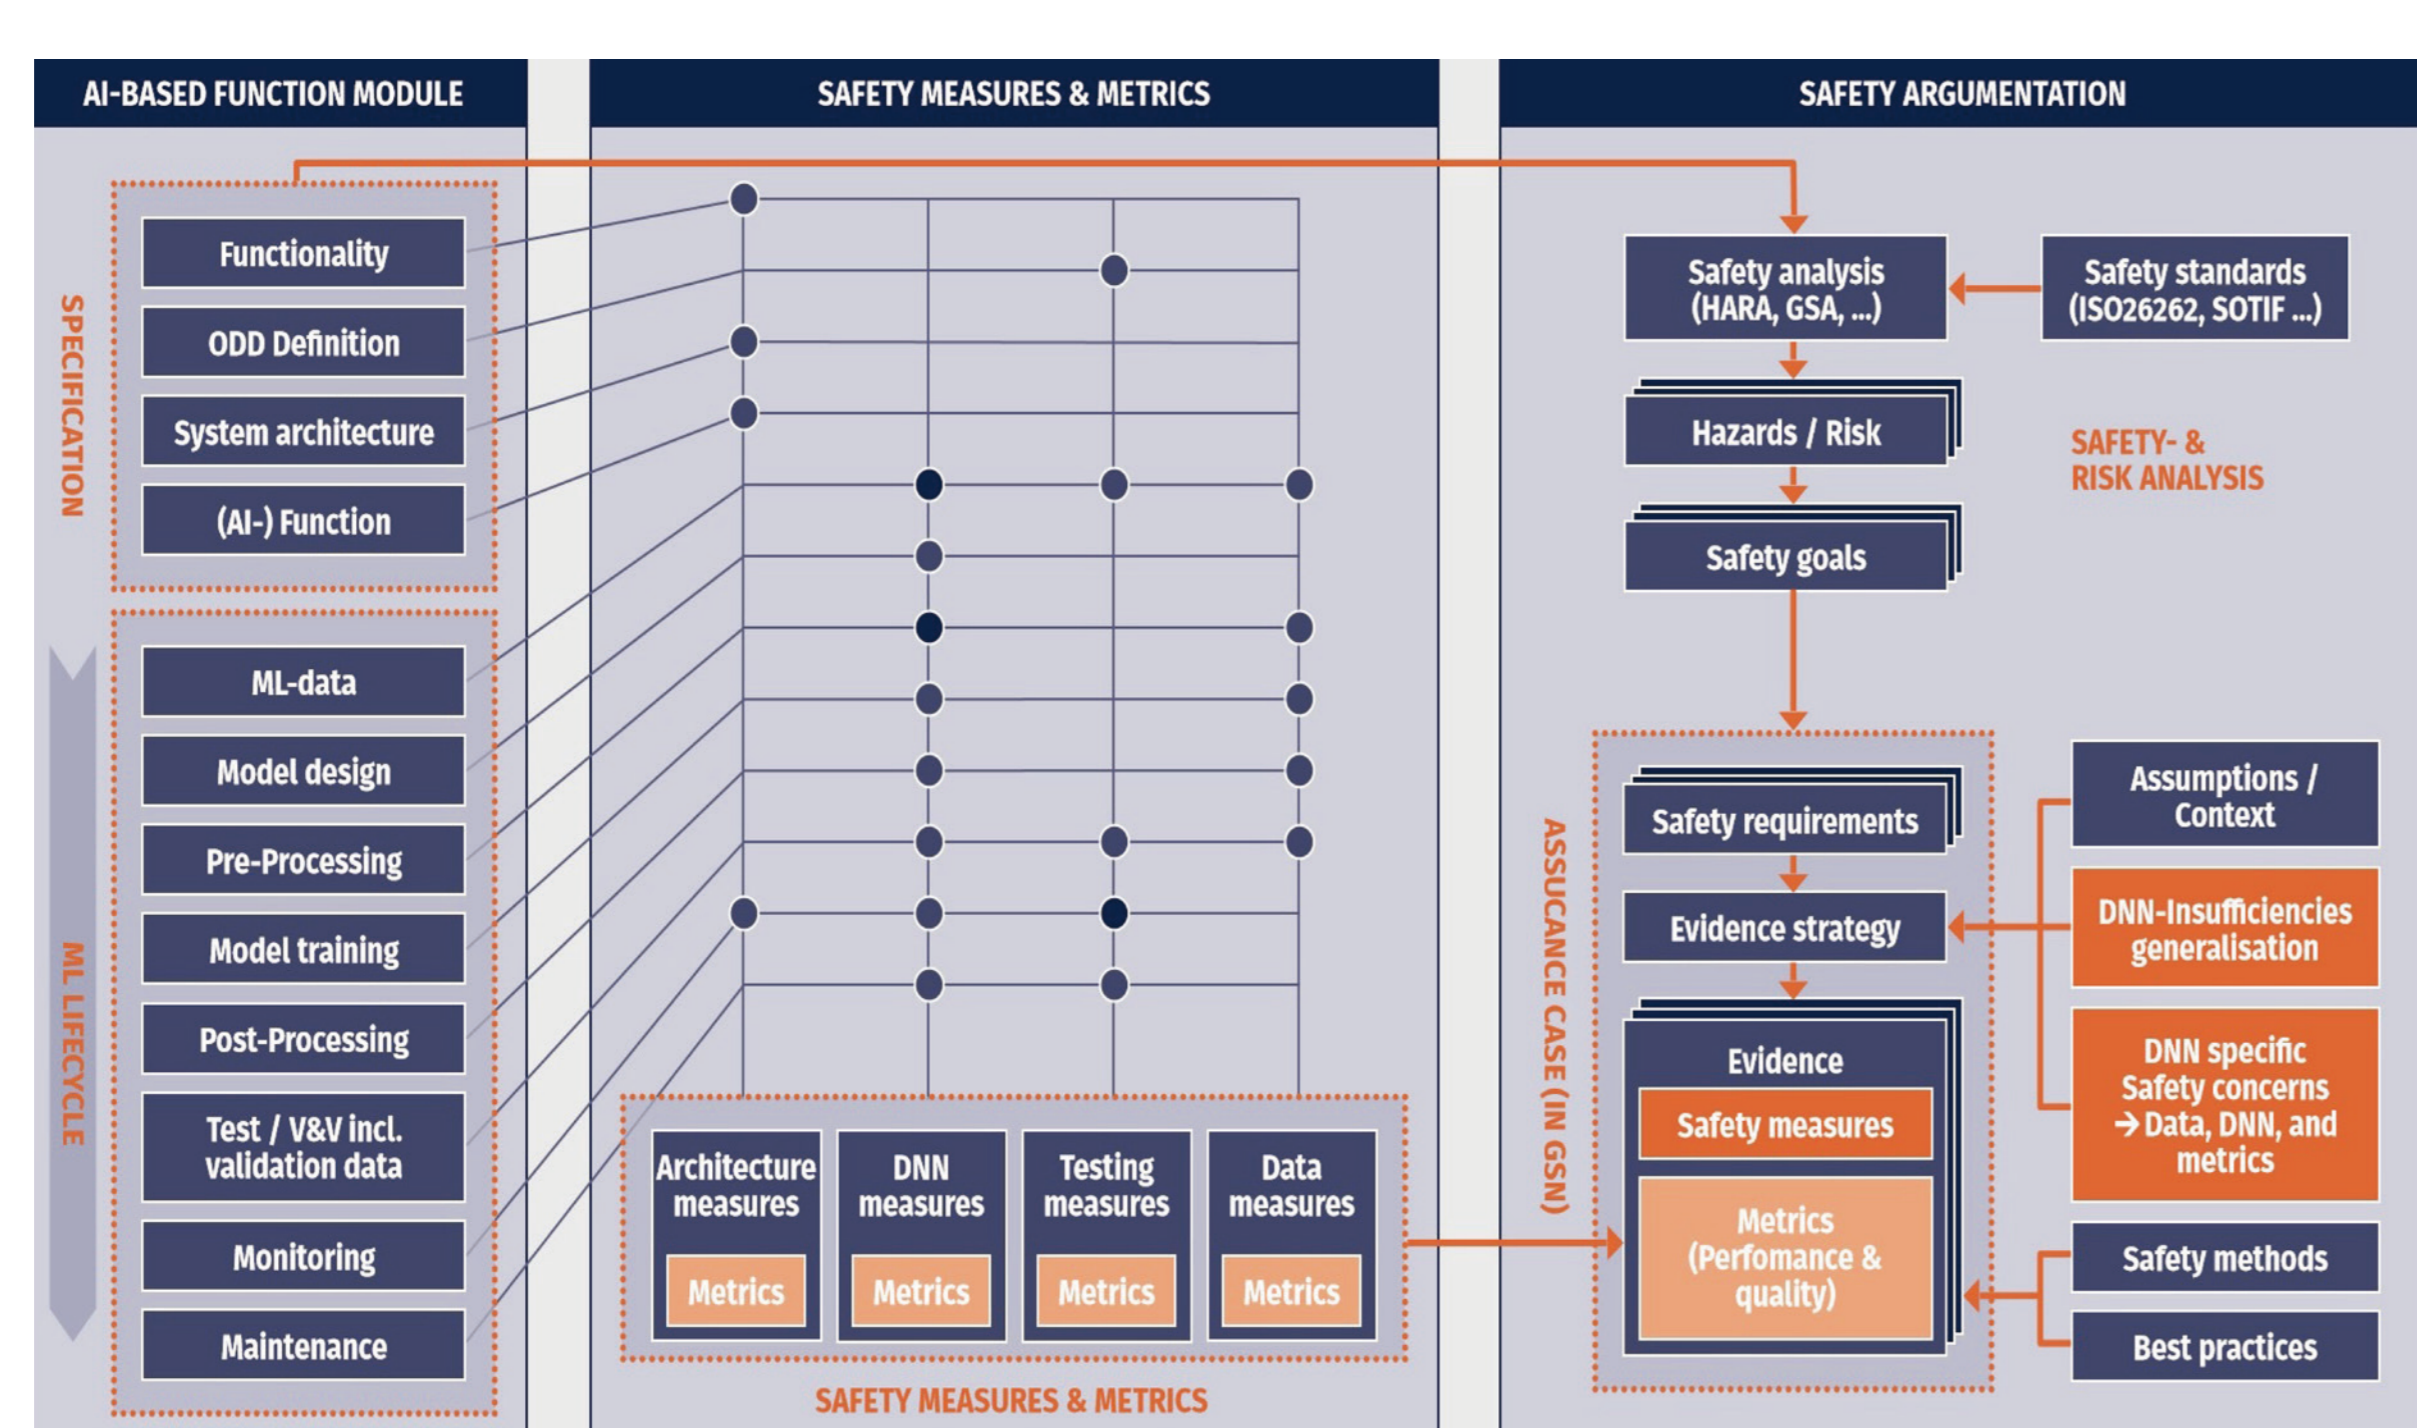 AI-BASED FUNCTION MODULE
SPECIFICATION
Functionality
ODD Definition
System architecture
(AI-) Function
ML LIFECYCLE
ML-data
Model design
Pre-Processing
Model training
Post-Processing
Test / V&V incl.
validation data
Monitoring
Maintenance
SAFETY MEASURES & METRICS
Architecture
measures
Metrics
DNN
measures
Metrics
Testing
measures
Metrics
Data
measures
Metrics
SAFETY MEASURES & METRICS
SAFETY ARGUMENTATION
Safety analysis
(HARA, GSA, ...)
Safety standards
(ISO26262, SOTIF ...)
Hazards / Risk
SAFETY- &
RISK ANALYSIS
Safety goals
ASSUCANCE CASE (IN GSN)
Safety requirements
Evidence strategy
Evidence
Safety measures
Metrics
(Perfomance &
quality)
Assumptions /
Context
DNN-Insufficiencies
generalisation
DNN specific
Safety concerns
→ Data, DNN, and
metrics
Safety methods
Best practices